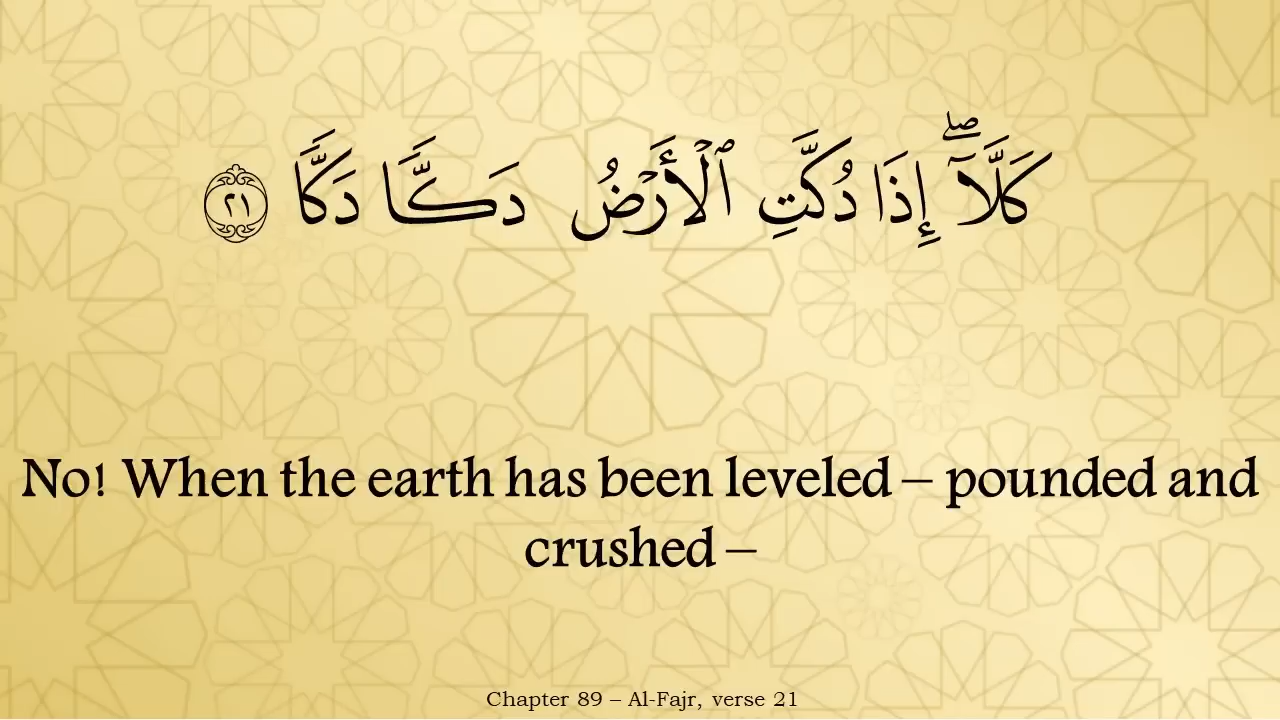 كَلَّآۖ إِذَا دُكَّتِ ٱلْأَرْضُ دَكًّا دَكًّا ٢١
No! When the earth has been leveled – pounded and
crushed –
Chapter 89 – Al-Fajr, verse 21